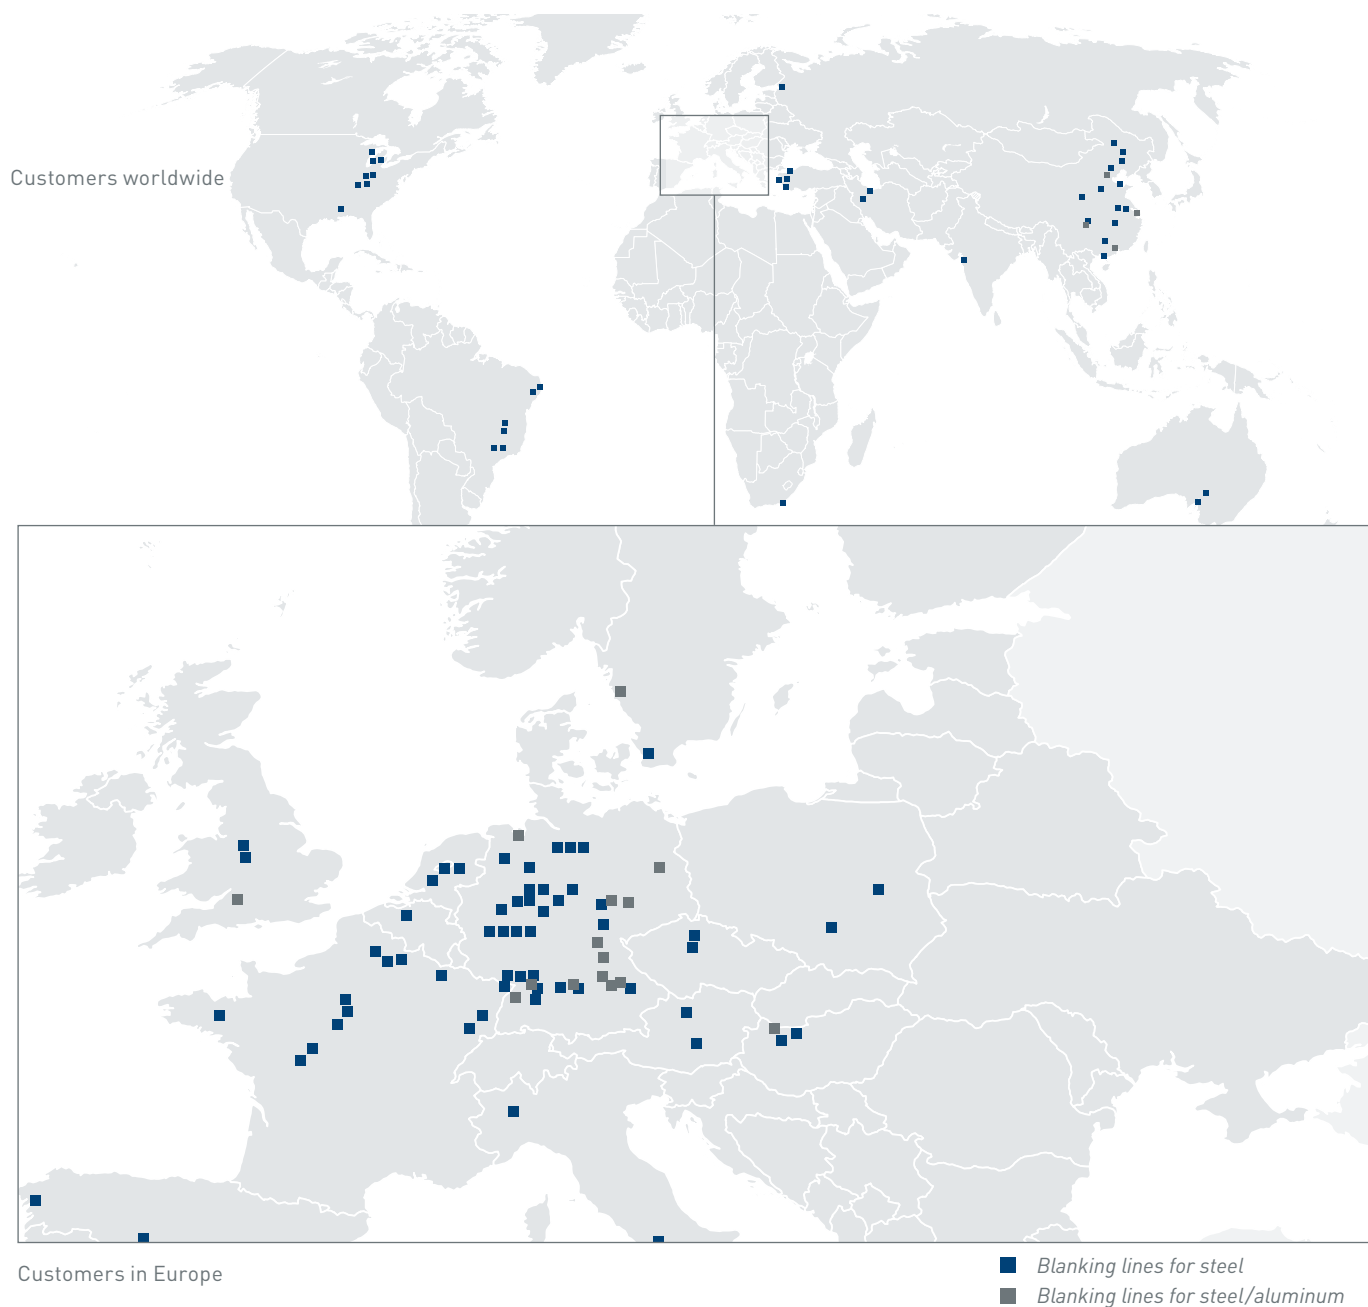 Customers worldwide
Customers in Europe
Blanking lines for steel
Blanking lines for steel/aluminum